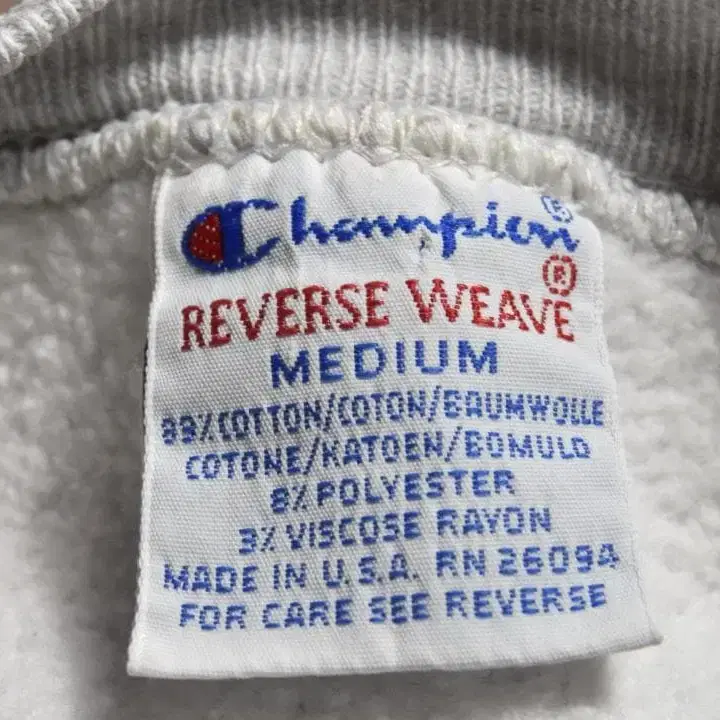 Champion®
REVERSE WEAVE®
MEDIUM
89% COTTON/COTON/BAUMWOLLE
COTONE/KATOEN/BOMULD
8% POLYESTER
3% VISCOSE RAYON
MADE IN U.S.A. RN 26094
FOR CARE SEE REVERSE